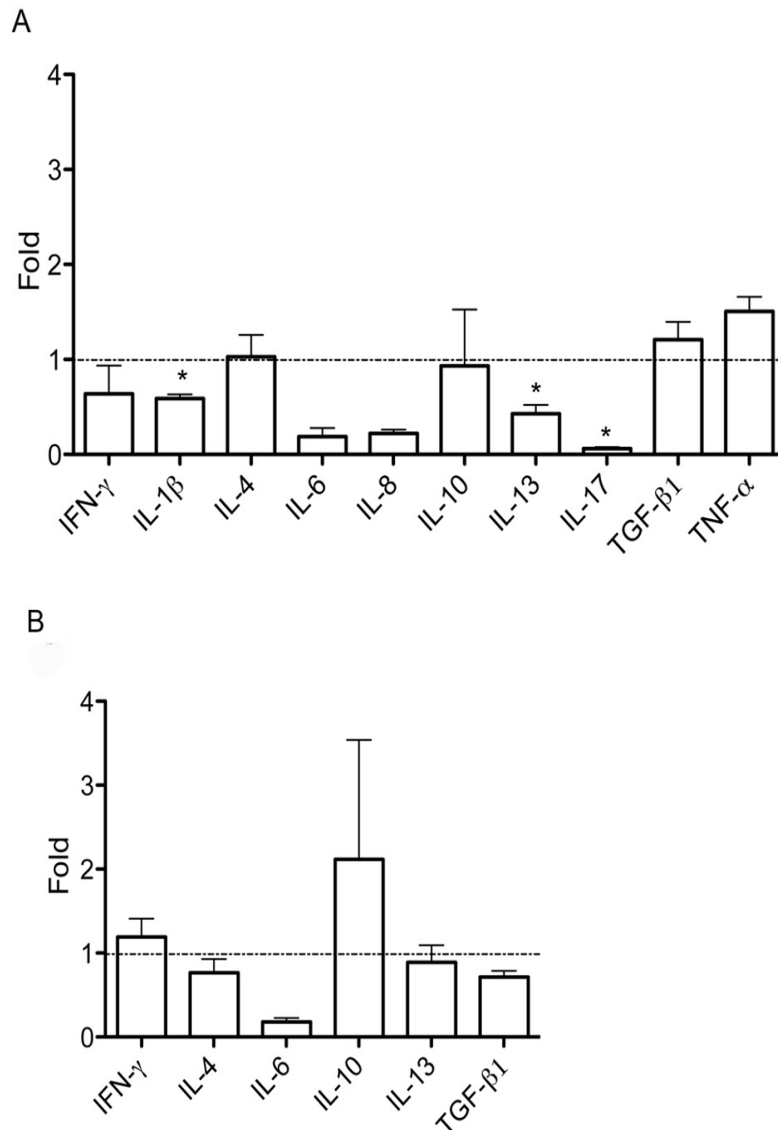 A
4
3
2
1
0
Fold
* * *
IFN-γ IL-1β IL-4 IL-6 IL-8 IL-10 IL-13 IL-17 TGF-β1 TNF-α
B
4
3
2
1
0
Fold
IFN-γ IL-4 IL-6 IL-10 IL-13 TGF-β1